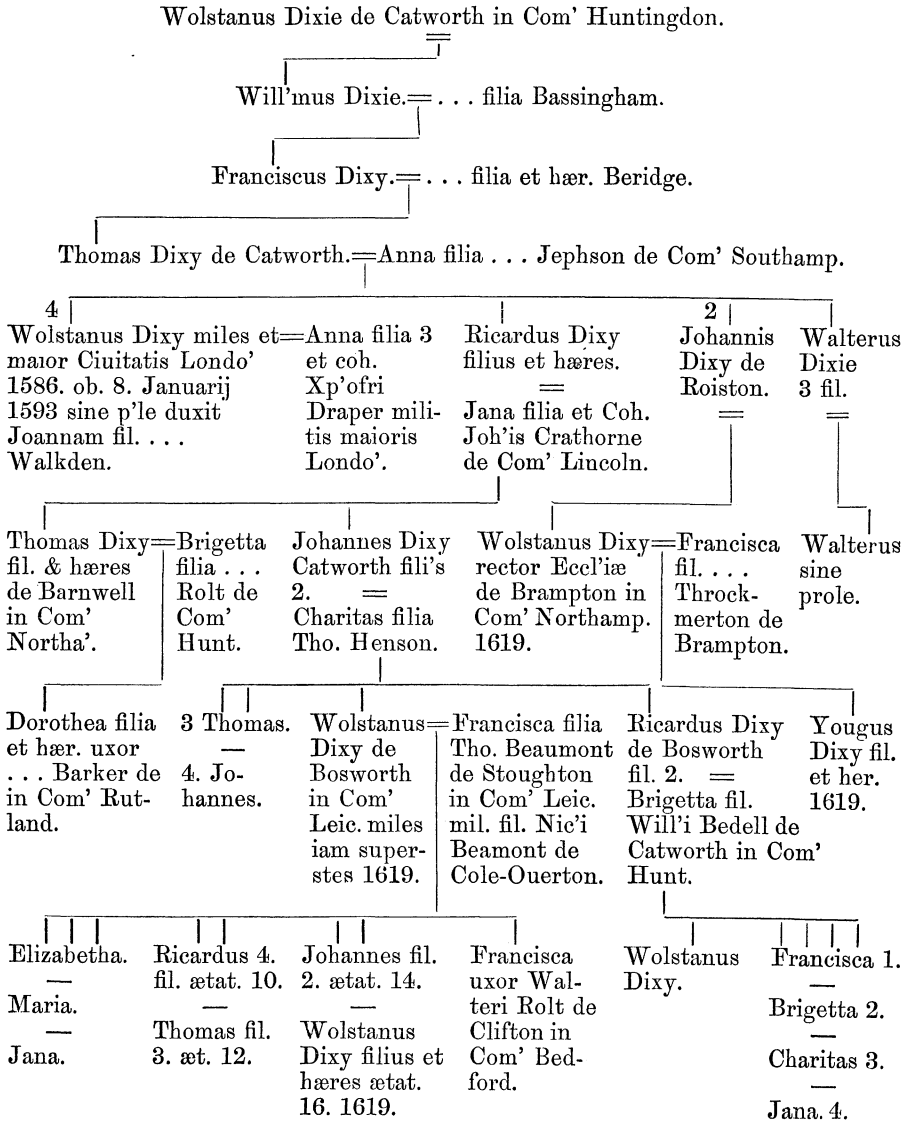 Wolstanus Dixie de Catworth in Com' Huntingdon.
Will'mus Dixie.=. . . filia Bassingham.
Franciscus Dixy.=. . . filia et hær. Beridge.
Thomas Dixy de Catworth.=Anna filia . . . Jephson de Com' Southamp.
4
Wolstanus Dixy miles et=
maior Ciuitatis Londo'
1586. ob. 8. Januarij
1593 sine p'le duxit
Joannam fil. . . .
Walkden.
Anna filia 3
et coh.
Xp'ofri
Draper mili-
tis maioris
Londo'.
Ricardus Dixy
filius et hæres.
=
Jana filia et Coh.
Joh'is Crathorne
de Com' Lincoln.
2
Johannis
Dixy de
Roiston.
=
Walterus
Dixie
3 fil.
=
Thomas Dixy=
fil. & hæres
de Barnwell
in Com'
Northa'.
Brigetta
filia . . .
Rolt de
Com'
Hunt.
Johannes Dixy
Catworth fili's
2. =
Charitas filia
Tho. Henson.
Wolstanus Dixy=
rector Eccl'iæ
de Brampton in
Com' Northamp.
1619.
Francisca
fil. . . .
Throck-
merton de
Brampton.
Walterus
sine
prole.
Dorothea filia
et hær. uxor
. . . Barker de
in Com' Rut-
land.
3 Thomas.
—
4. Jo-
hannes.
Wolstanus=
Dixy de
Bosworth
in Com'
Leic. miles
iam super-
stes 1619.
Francisca filia
Tho. Beaumont
de Stoughton
in Com' Leic.
mil. fil. Nic'i
Beamont de
Cole-Ouerton.
Ricardus Dixy
de Bosworth
fil. 2. =
Brigetta fil.
Will'i Bedell de
Catworth in Com'
Hunt.
Yougus
Dixy fil.
et her.
1619.
Elizabetha.
—
Maria.
—
Jana.
Ricardus 4.
fil. ætat. 10.
—
Thomas fil.
3. æt. 12.
Johannes fil.
2. ætat. 14.
—
Wolstanus
Dixy filius et
hæres ætat.
16. 1619.
Francisca
uxor Wal-
teri Rolt de
Clifton in
Com' Bed-
ford.
Wolstanus
Dixy.
Francisca 1.
—
Brigetta 2.
—
Charitas 3.
—
Jana. 4.